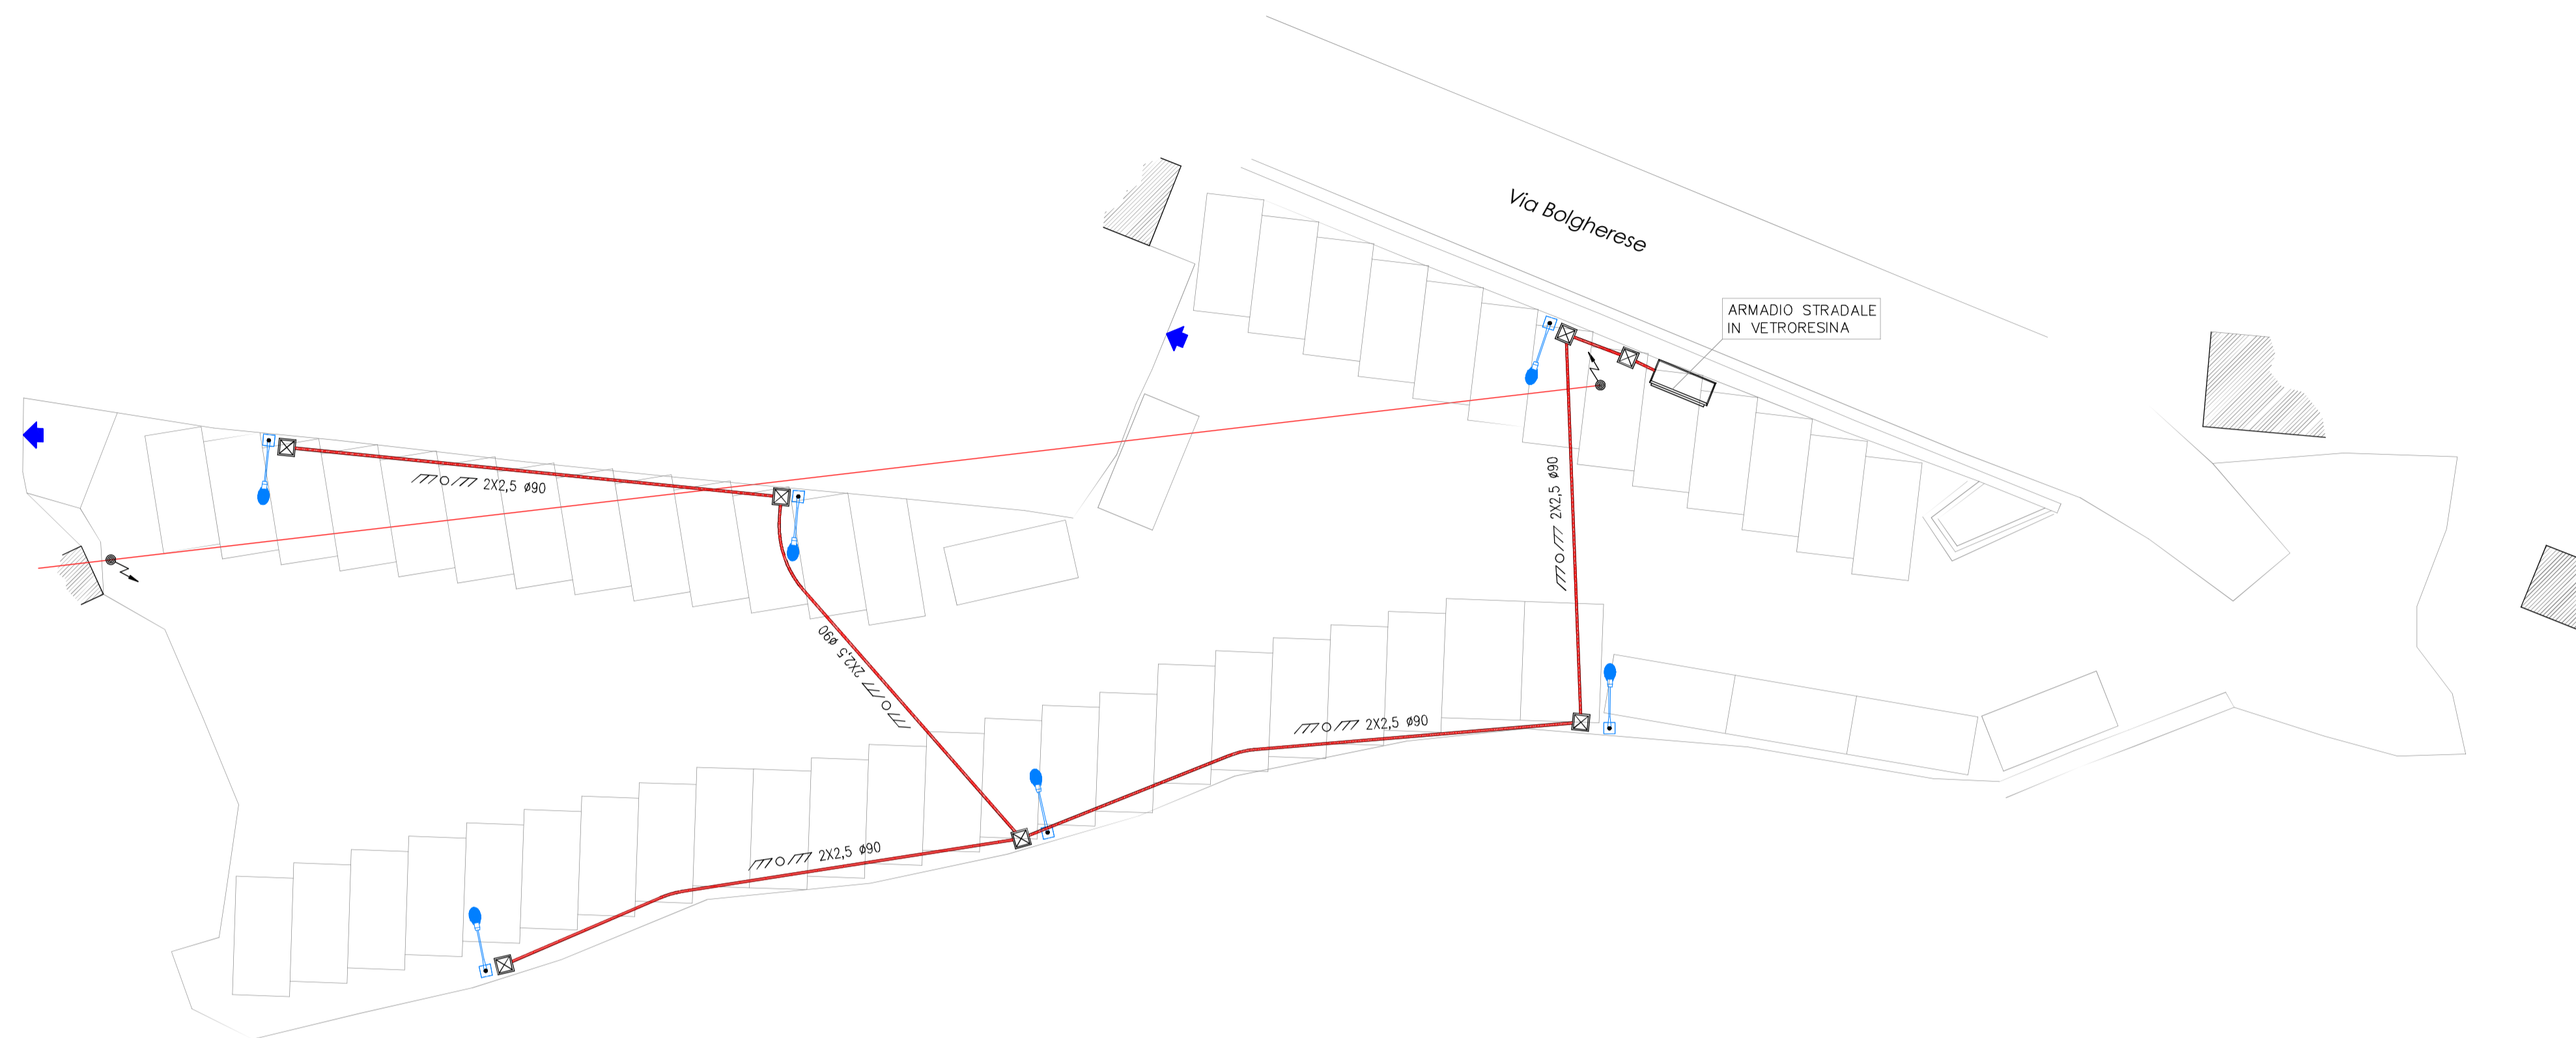 Via Bolgherese
ARMADIO STRADALE
IN VETRORESINA
2X2,5 ø90
2X2,5 ø90
2X2,5 ø90
2X2,5 ø90
2X2,5 ø90